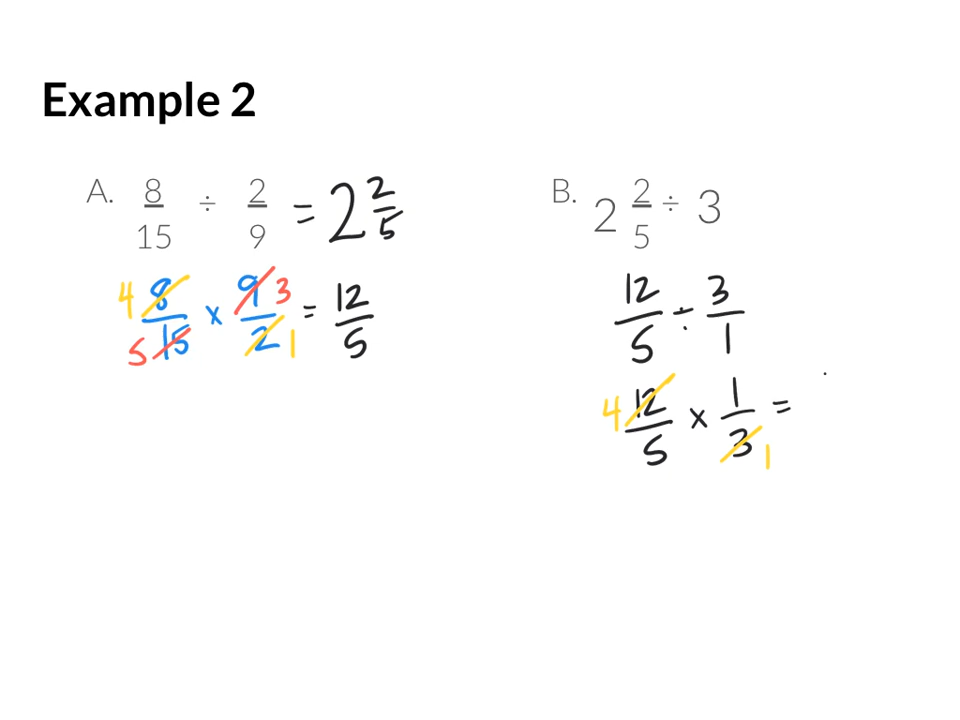 Example 2
A. 8/15 ÷ 2/9 = 2 2/5
4 8/15 5 x 9/2 3 1 = 12/5
B. 2 2/5 ÷ 3
12/5 ÷ 3/1
4 12/5 x 1/3 1 =